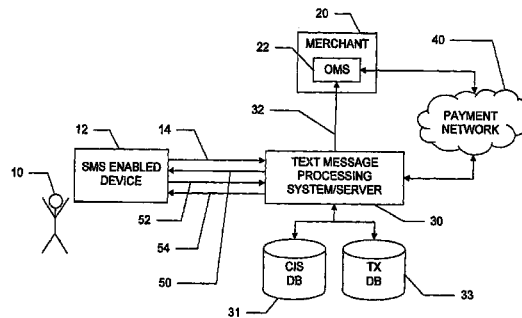 20
MERCHANT
22
OMS
40
PAYMENT
NETWORK
32
12
14
10
SMS ENABLED
DEVICE
TEXT MESSAGE
PROCESSING
SYSTEM/SERVER
52
54
50
30
CIS
DB
TX
DB
31
33